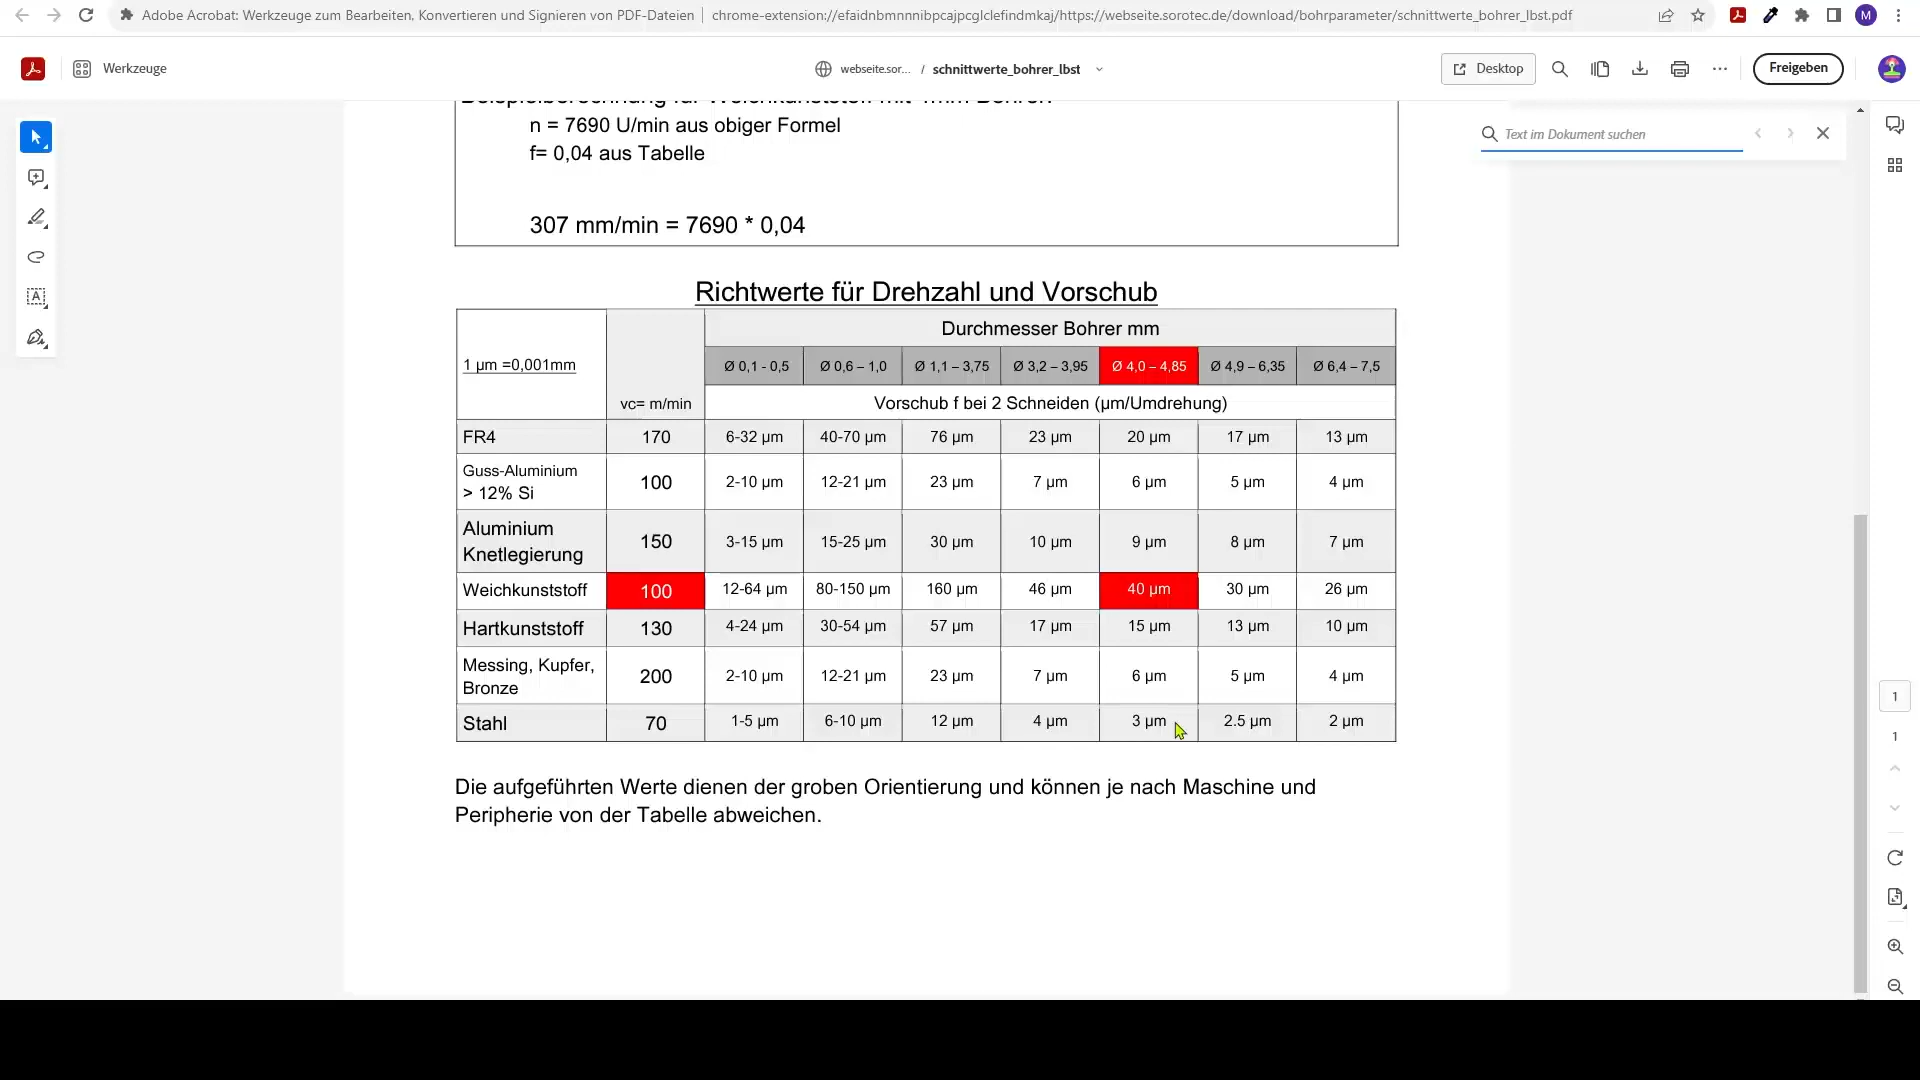 Adobe Acrobat: Werkzeuge zum Bearbeiten, Konvertieren und Signieren von PDF-Dateien
chrome-extension://efaidnbmnnnibpcajpcglclefindmkaj/https://webseite.sorotec.de/download/bohrparameter/schnittwerte_bohrer_lbst.pdf
M
Werkzeuge
webseite.sor... / schnittwerte_bohrer_lbst
Desktop
Freigeben
Text im Dokument suchen
Beispielberechnung für Weichkunststoff mit 4mm Bohrer:
n = 7690 U/min aus obiger Formel
f= 0,04 aus Tabelle
307 mm/min = 7690 * 0,04
Richtwerte für Drehzahl und Vorschub
1 µm =0,001mm
vc= m/min
Durchmesser Bohrer mm
Ø 0,1 - 0,5 Ø 0,6 – 1,0 Ø 1,1 – 3,75 Ø 3,2 – 3,95 Ø 4,0 – 4,85 Ø 4,9 – 6,35 Ø 6,4 – 7,5
Vorschub f bei 2 Schneiden (µm/Umdrehung)
FR4 170 6-32 µm 40-70 µm 76 µm 23 µm 20 µm 17 µm 13 µm
Guss-Aluminium
> 12% Si 100 2-10 µm 12-21 µm 23 µm 7 µm 6 µm 5 µm 4 µm
Aluminium
Knetlegierung 150 3-15 µm 15-25 µm 30 µm 10 µm 9 µm 8 µm 7 µm
Weichkunststoff 100 12-64 µm 80-150 µm 160 µm 46 µm 40 µm 30 µm 26 µm
Hartkunststoff 130 4-24 µm 30-54 µm 57 µm 17 µm 15 µm 13 µm 10 µm
Messing, Kupfer,
Bronze 200 2-10 µm 12-21 µm 23 µm 7 µm 6 µm 5 µm 4 µm
Stahl 70 1-5 µm 6-10 µm 12 µm 4 µm 3 µm 2.5 µm 2 µm
Die aufgeführten Werte dienen der groben Orientierung und können je nach Maschine und
Peripherie von der Tabelle abweichen.
1
1